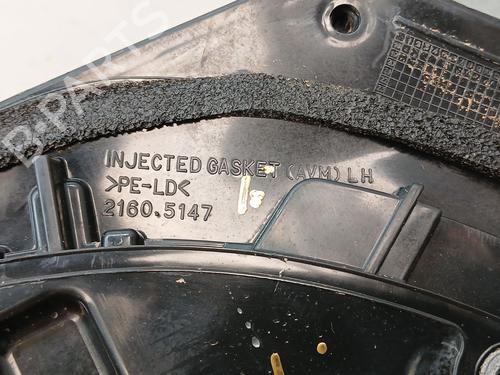 B-PARTS
INJECTED GASKET (AVM) LH
>PE-LD<
2160.5147